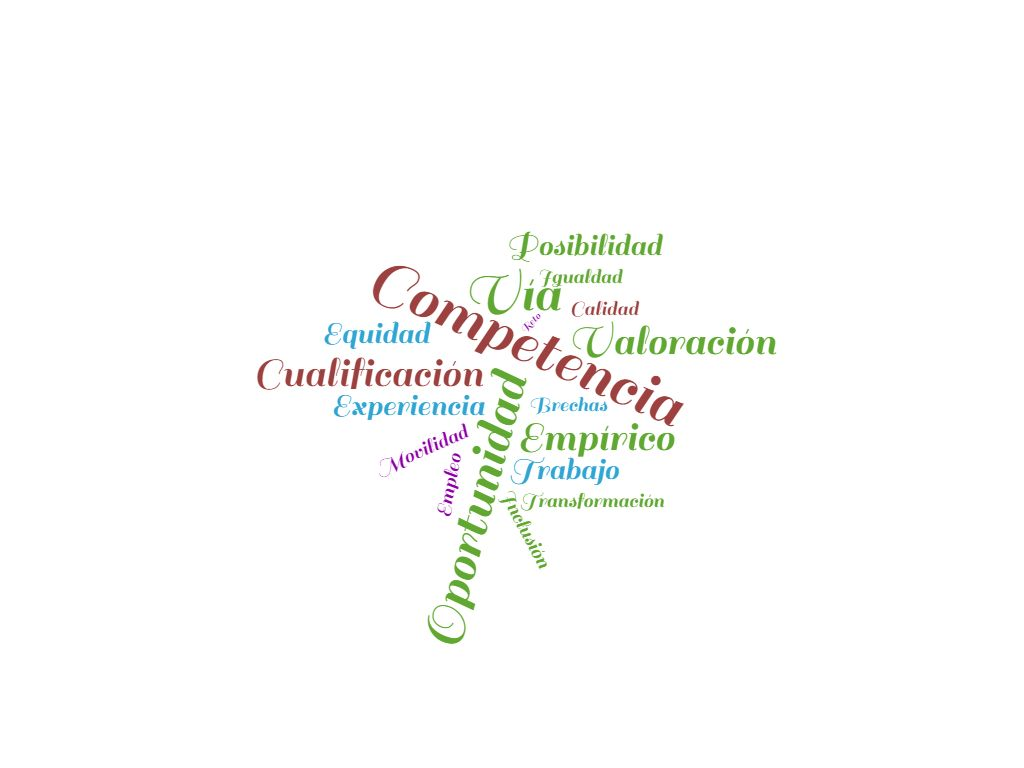 Posibilidad
Igualdad
Vía
Calidad
Competencia
Equidad
Valoración
Cualificación
Experiencia
Brechas
Oportunidad
Empírico
Movilidad
Empleo
Trabajo
Transformación
Inclusión